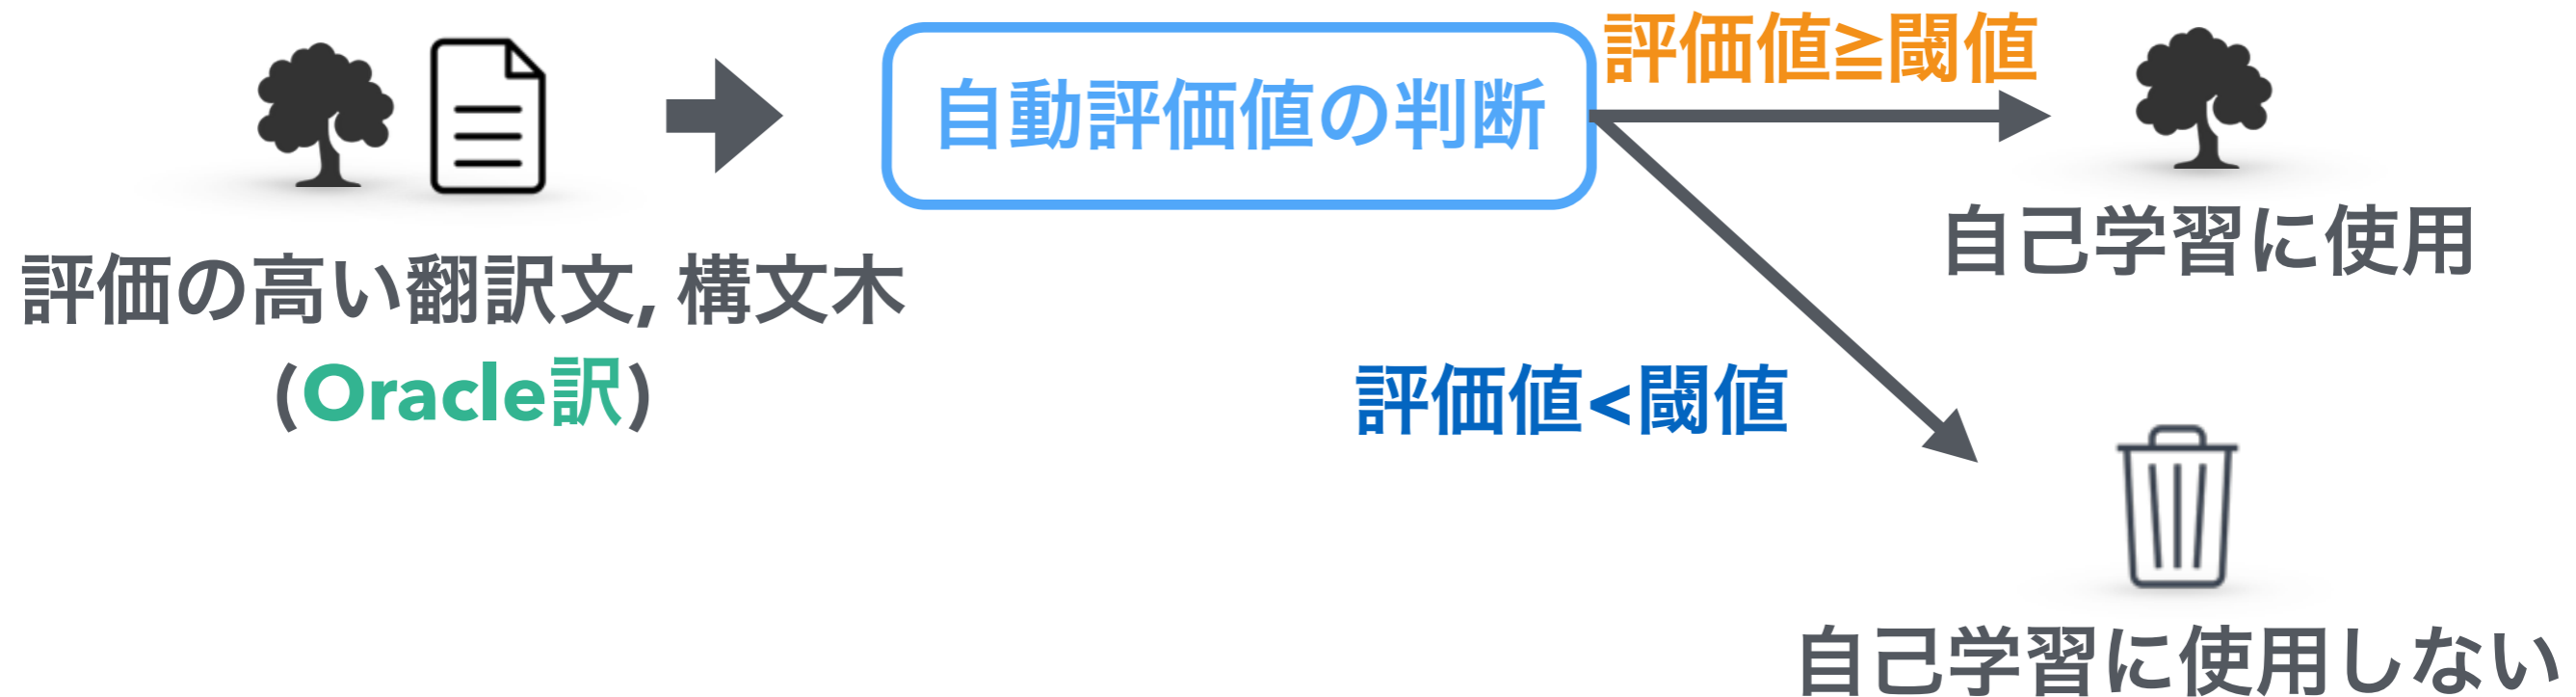 評価の高い翻訳文, 構文木
(Oracle訳)
自動評価値の判断
評価値≧閾値
自己学習に使用
評価値<閾値
自己学習に使用しない